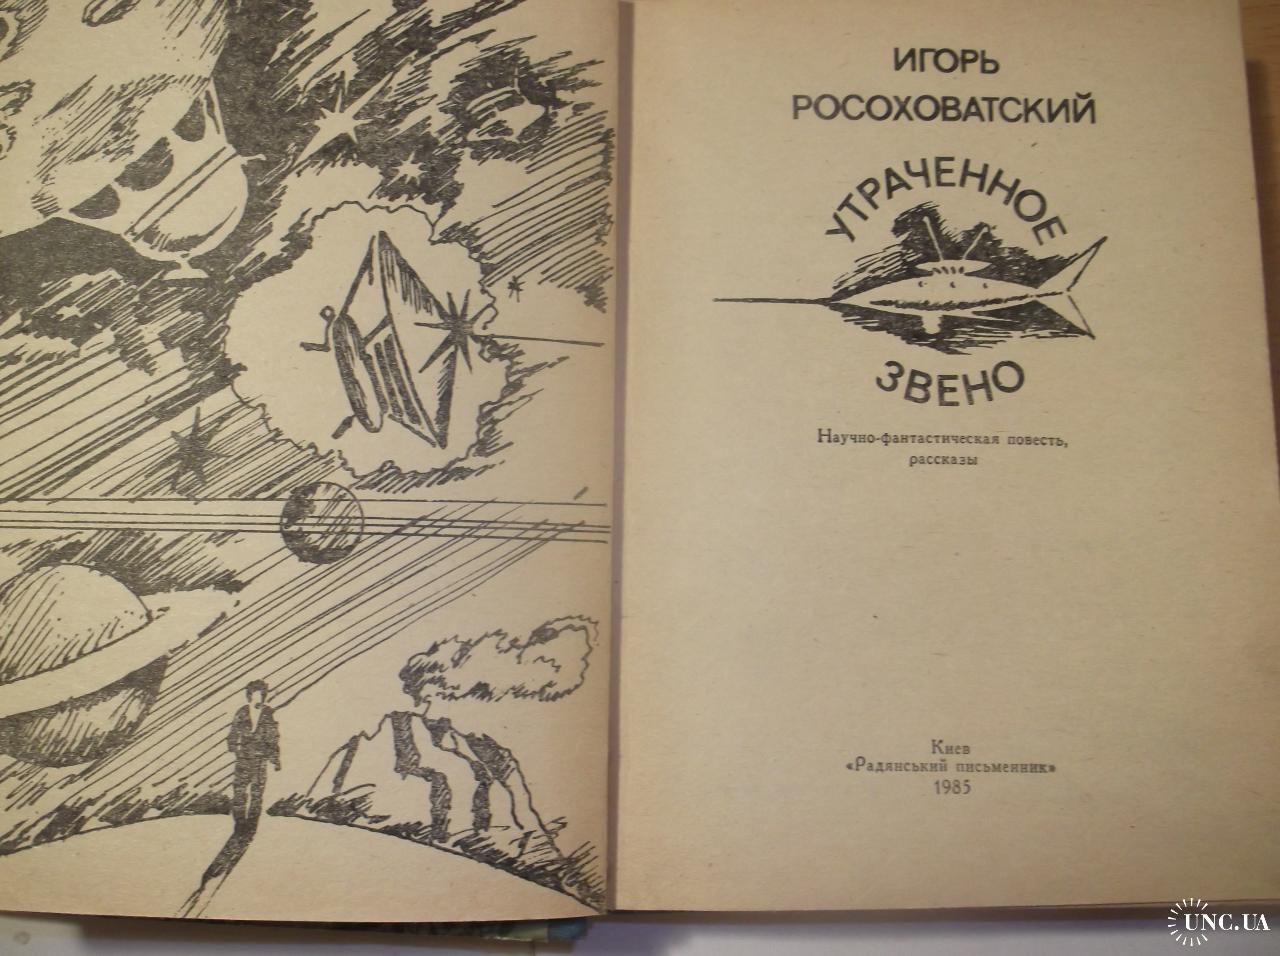 ИГОРЬ
РОСОХОВАТСКИЙ
УТРАЧЕННОЕ
ЗВЕНО
Научно-фантастическая повесть,
рассказы
Киев
«Радянський письменник»
1985
UNC.UA